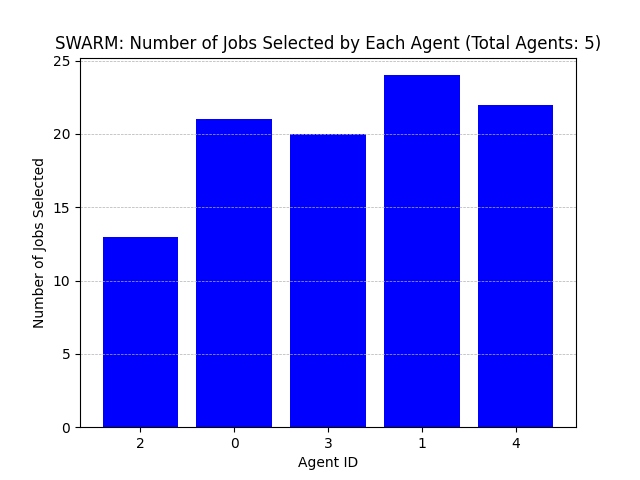 SWARM: Number of Jobs Selected by Each Agent (Total Agents: 5)
25
20
15
10
5
0
Number of Jobs Selected
2 0 3 1 4
Agent ID